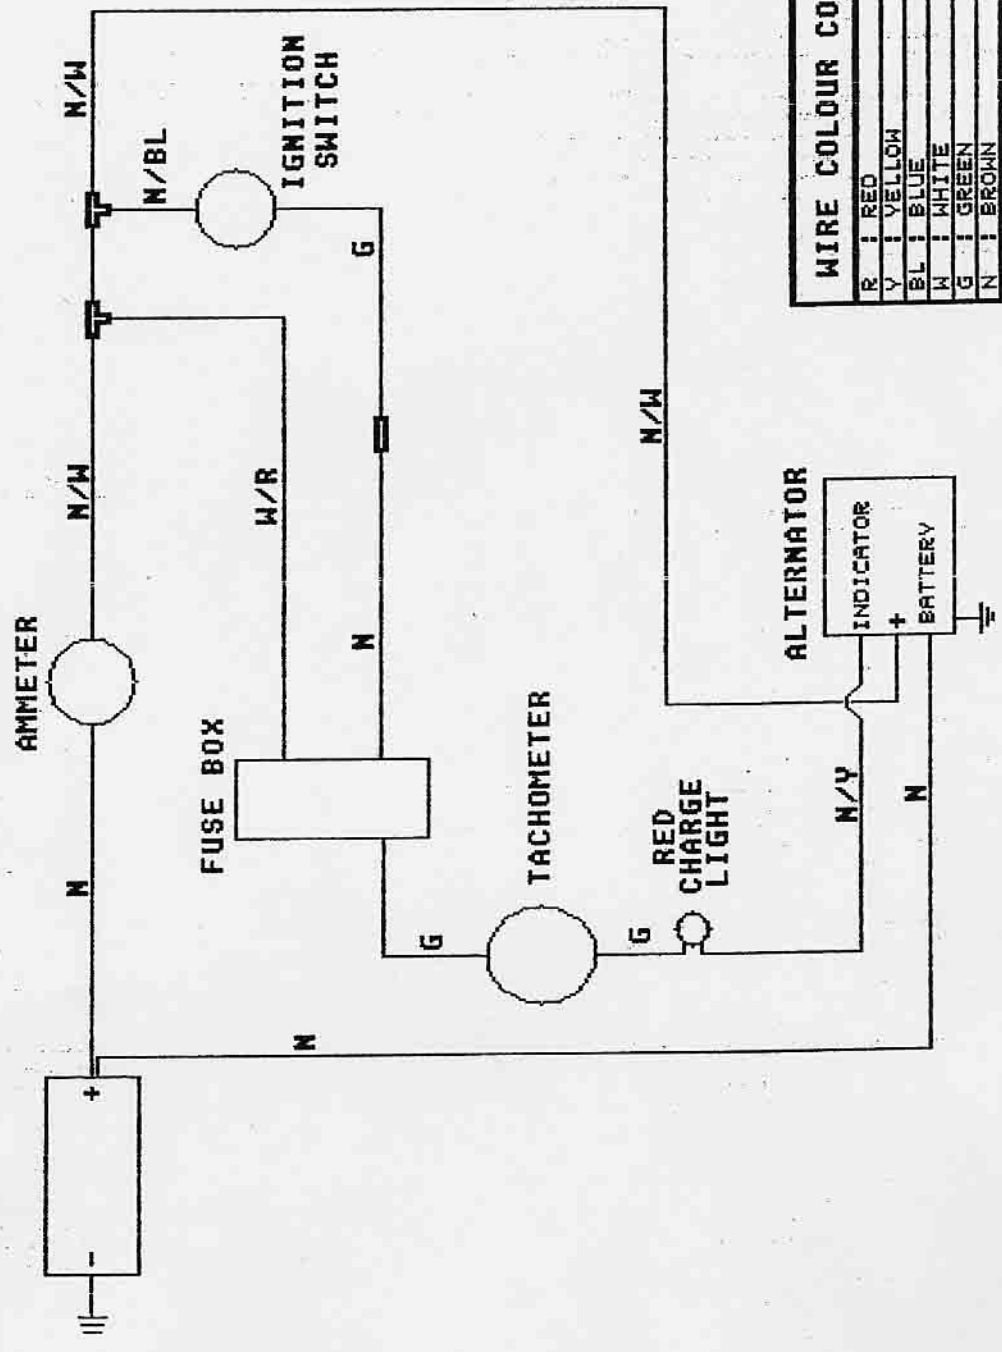 AMMETER
N
N/W
N/W
N/BL
IGNITION
SWITCH
G
W/R
N
FUSE BOX
G
TACHOMETER
G
RED
CHARGE
LIGHT
N/Y
N
N
N/W
ALTERNATOR
INDICATOR
+
BATTERY
+
-
WIRE COLOUR CO
R : RED
Y : YELLOW
BL : BLUE
W : WHITE
G : GREEN
N : BROWN